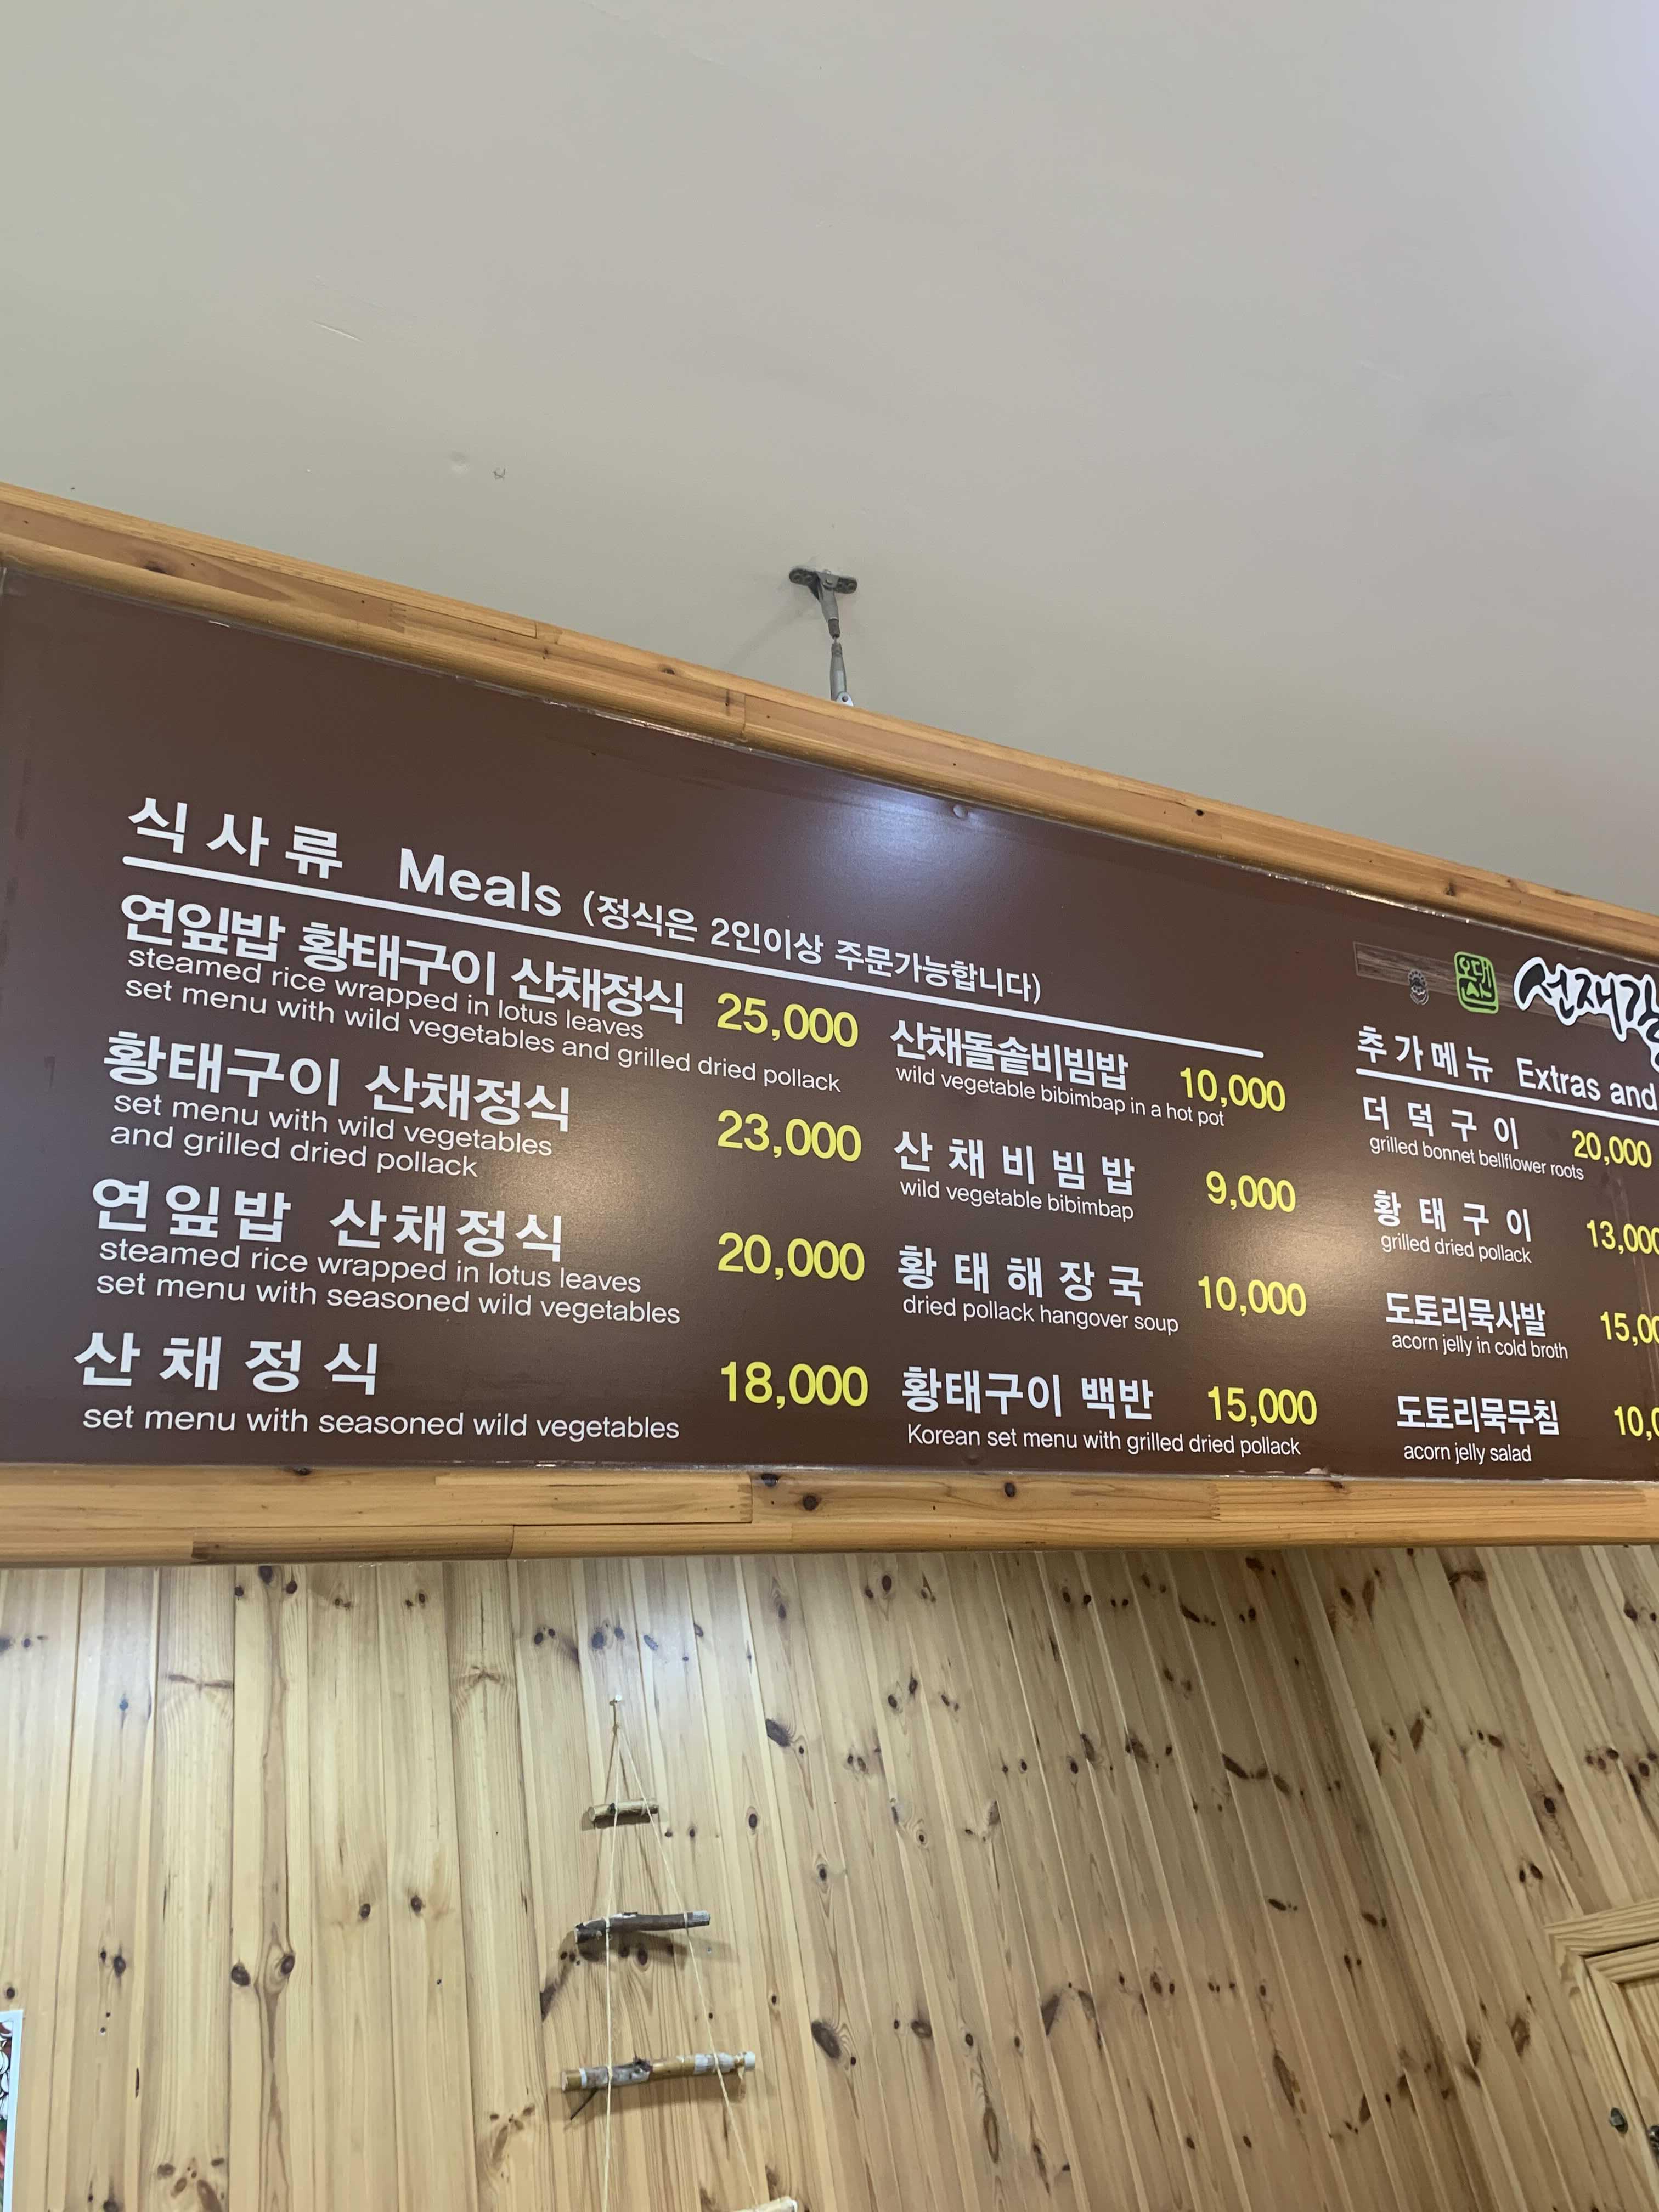 식사류 Meals (정식은 2인이상 주문가능합니다)
연잎밥 황태구이 산채정식 25,000
steamed rice wrapped in lotus leaves
set menu with wild vegetables and grilled dried pollack
황태구이 산채정식 23,000
set menu with wild vegetables
and grilled dried pollack
연잎밥 산채정식 20,000
steamed rice wrapped in lotus leaves
set menu with seasoned wild vegetables
산채정식 18,000
set menu with seasoned wild vegetables
산채돌솥비빔밥 10,000
wild vegetable bibimbap in a hot pot
산채비빔밥 9,000
wild vegetable bibimbap
황태해장국 10,000
dried pollack hangover soup
황태구이 백반 15,000
Korean set menu with grilled dried pollack
오대산 선재길
추가메뉴 Extras and
더덕구이 20,000
grilled bonnet bellflower roots
황태구이 13,000
grilled dried pollack
도토리묵사발
acorn jelly in cold broth
도토리묵무침
acorn jelly salad